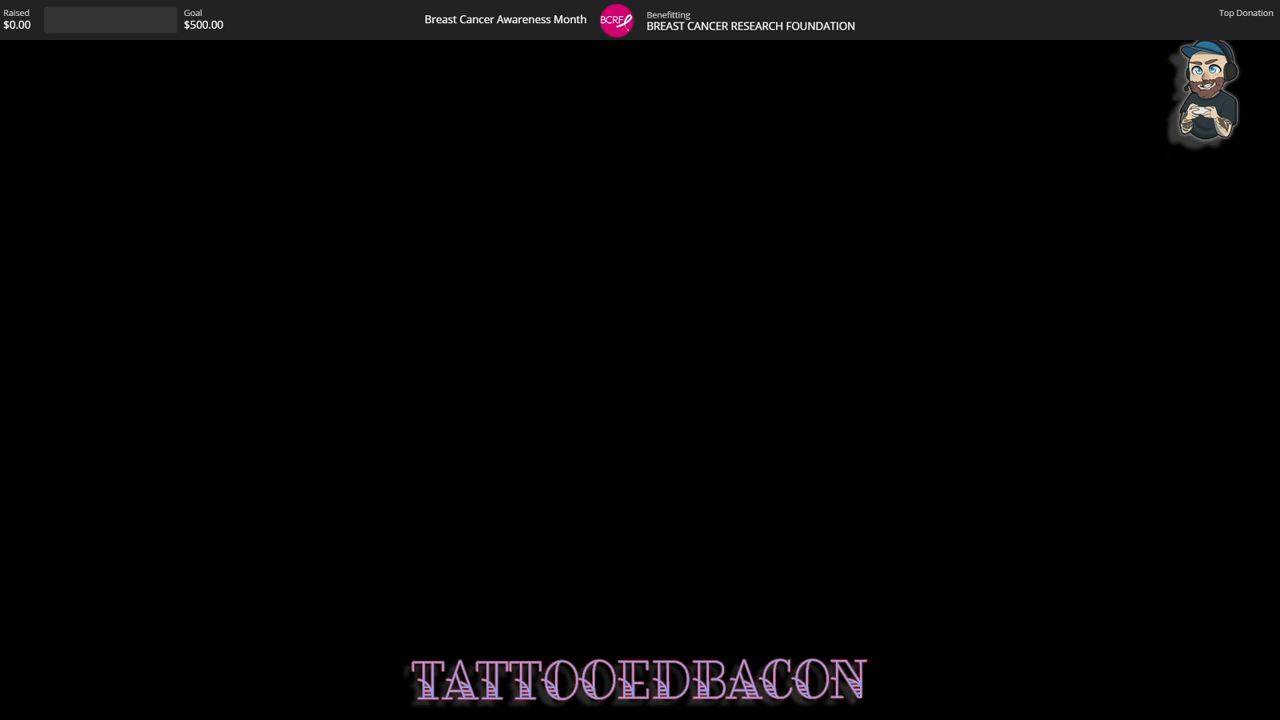 Raised
$0.00
Goal
$500.00
Breast Cancer Awareness Month
BCRF
Benefitting
BREAST CANCER RESEARCH FOUNDATION
Top Donation
TATTOOEDBACON